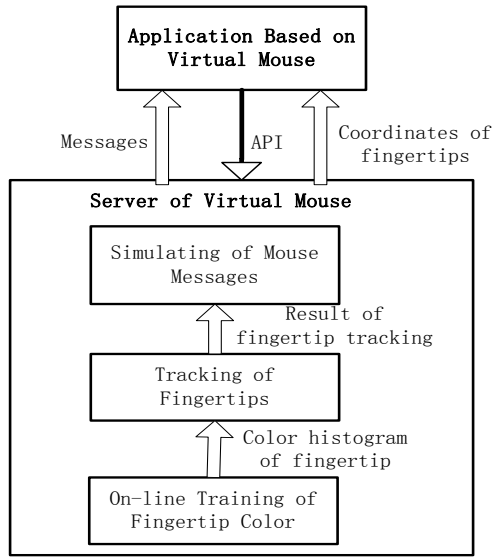 Application Based on
Virtual Mouse
Messages
API
Coordinates of
fingertips
Server of Virtual Mouse
Simulating of Mouse
Messages
Result of
fingertip tracking
Tracking of
Fingertips
Color histogram
of fingertip
On-line Training of
Fingertip Color